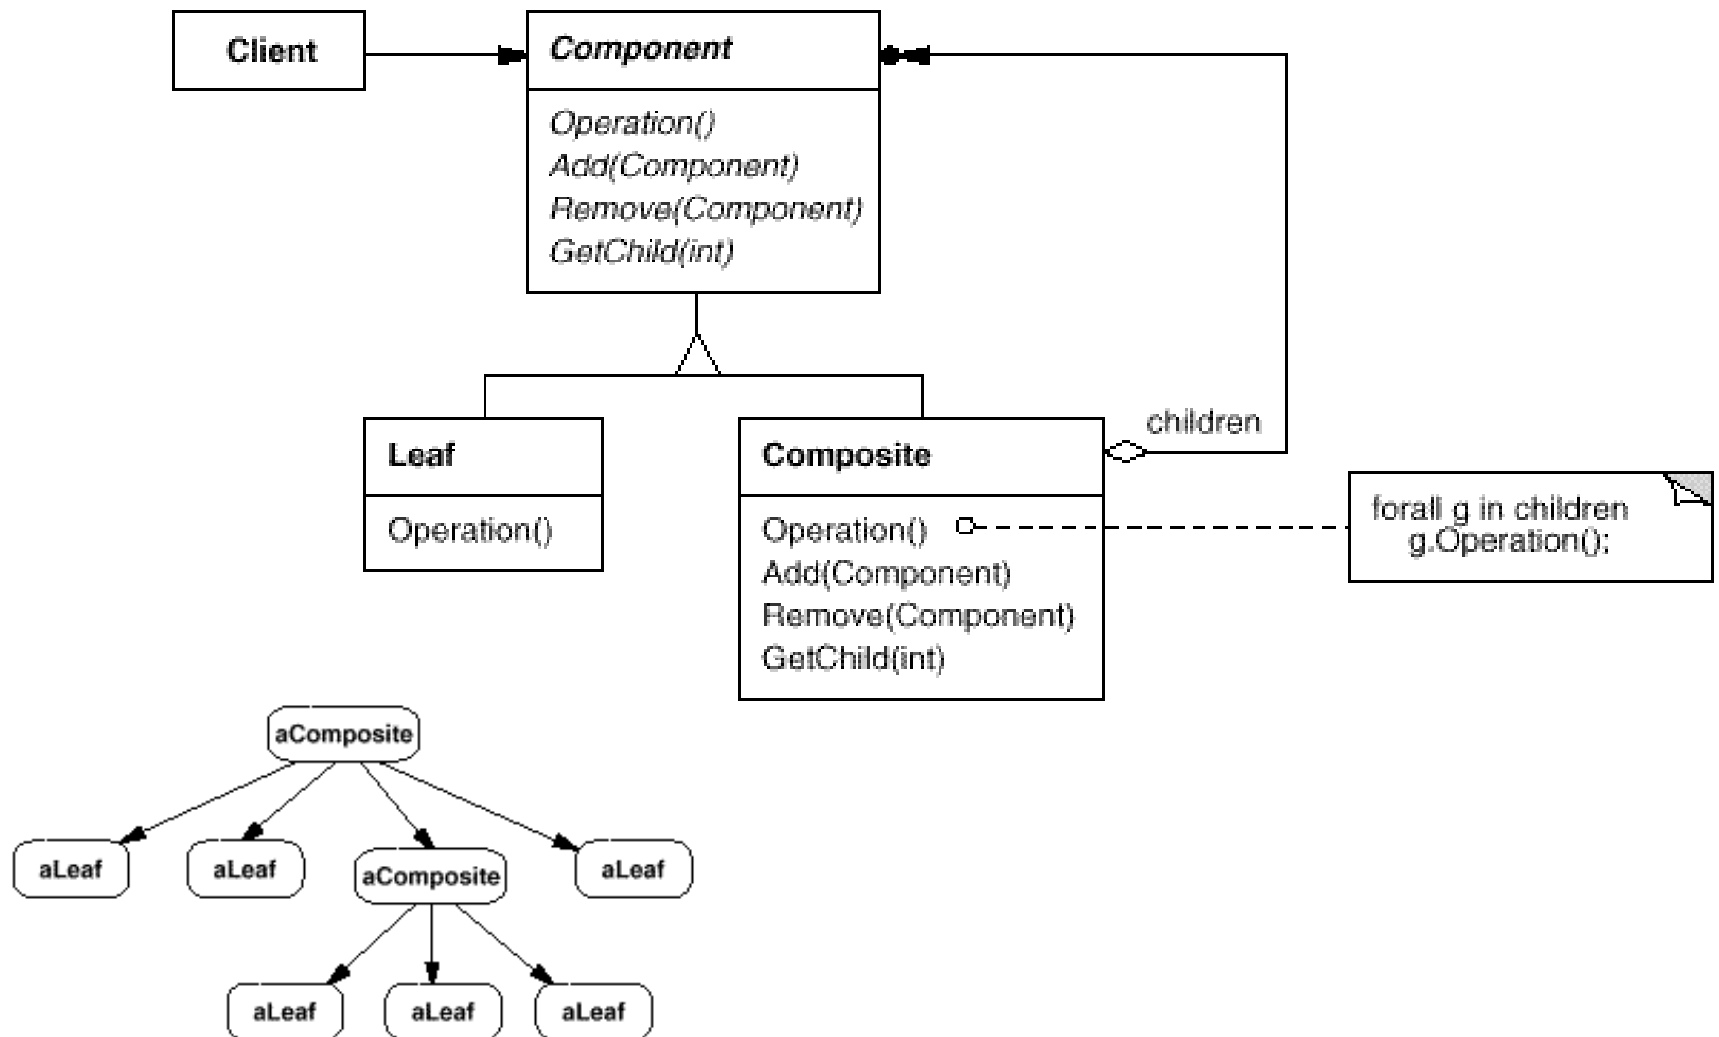 Client
Component
Operation()
Add(Component)
Remove(Component)
GetChild(int)
Leaf
Operation()
Composite
Operation()
Add(Component)
Remove(Component)
GetChild(int)
children
forall g in children
g.Operation();
aComposite
aLeaf
aLeaf
aComposite
aLeaf
aLeaf
aLeaf
aLeaf